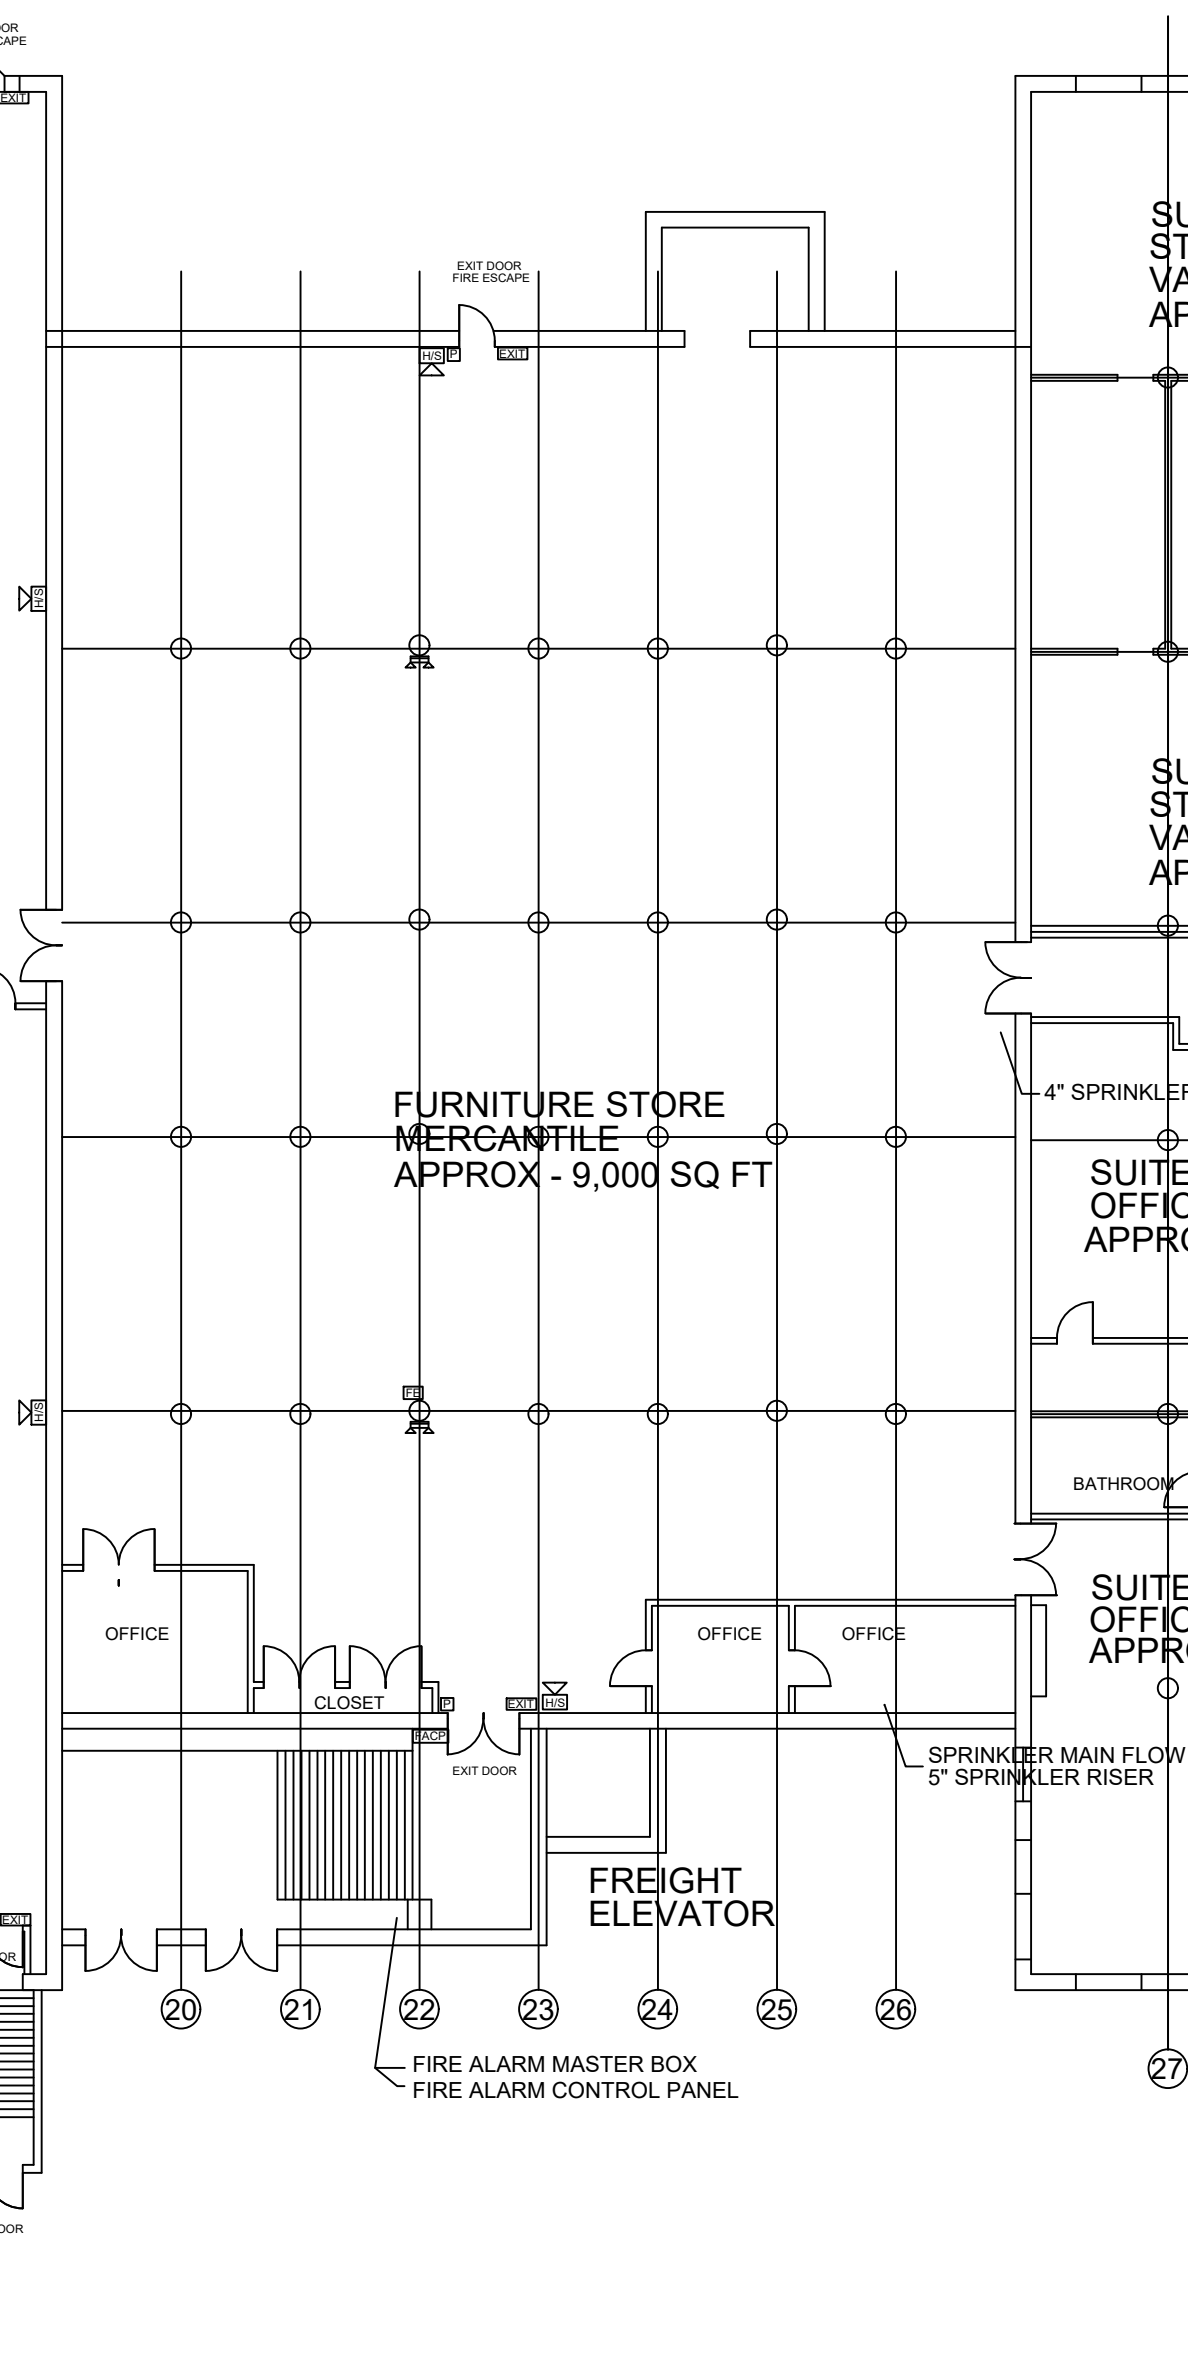 EXIT
EXIT DOOR
FIRE ESCAPE
H/S
P
EXIT
H/S
FURNITURE STORE
MERCANTILE
APPROX - 9,000 SQ FT
4" SPRINKLER
SUITE
FE
H/S
BATHROOM
SUITE
OFFICE
OFFICE
OFFICE
CLOSET
P
EXIT
H/S
FACP
EXIT DOOR
SPRINKLER MAIN FLOW
5" SPRINKLER RISER
FREIGHT
ELEVATOR
EXIT
20
21
22
23
24
25
26
27
FIRE ALARM MASTER BOX
FIRE ALARM CONTROL PANEL